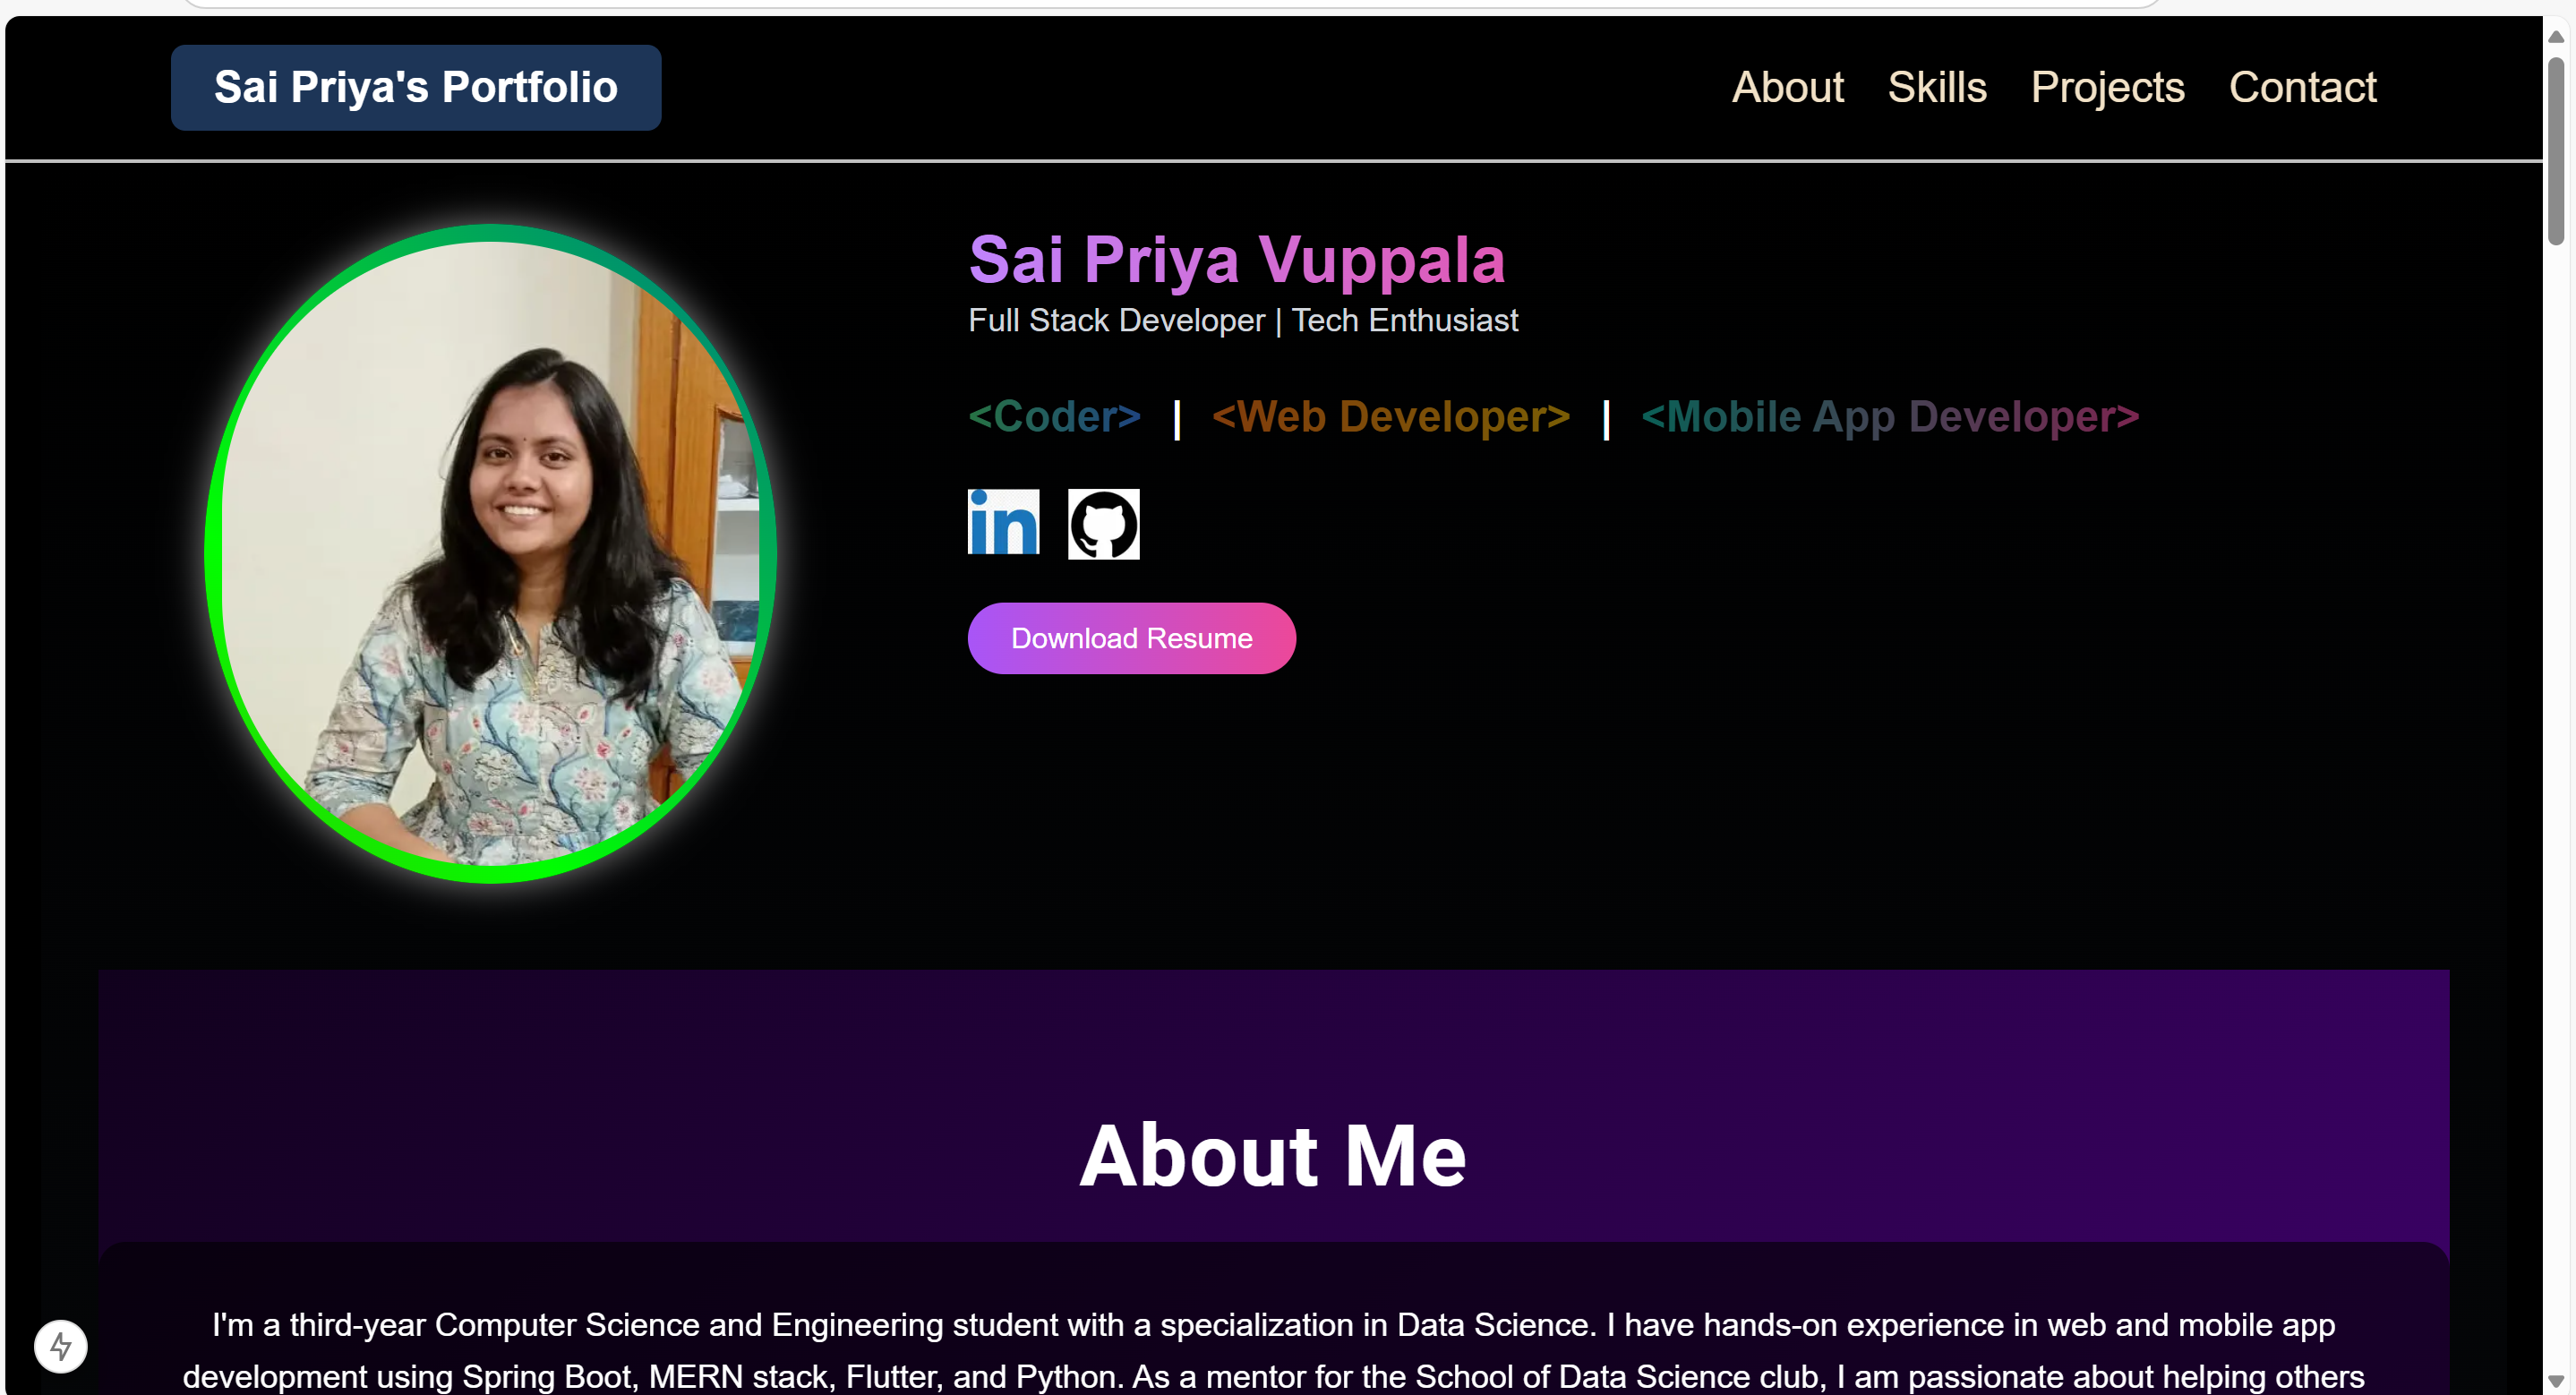 Sai Priya's Portfolio
About Skills Projects Contact
Sai Priya Vuppala
Full Stack Developer | Tech Enthusiast
<Coder> | <Web Developer> | <Mobile App Developer>
in
Download Resume
About Me
I'm a third-year Computer Science and Engineering student with a specialization in Data Science. I have hands-on experience in web and mobile app
development using Spring Boot, MERN stack, Flutter, and Python. As a mentor for the School of Data Science club, I am passionate about helping others